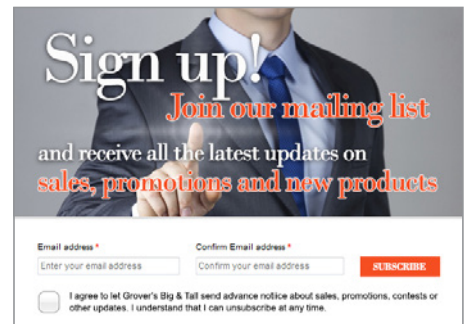 Sign up!
Join our mailing list
and receive all the latest updates on
sales, promotions and new products
Email address *
Confirm Email address *
Enter your email address
Confirm your email address
SUBSCRIBE
I agree to let Grover's Big & Tall send advance notice about sales, promotions, contests or
other updates. I understand that I can unsubscribe at any time.